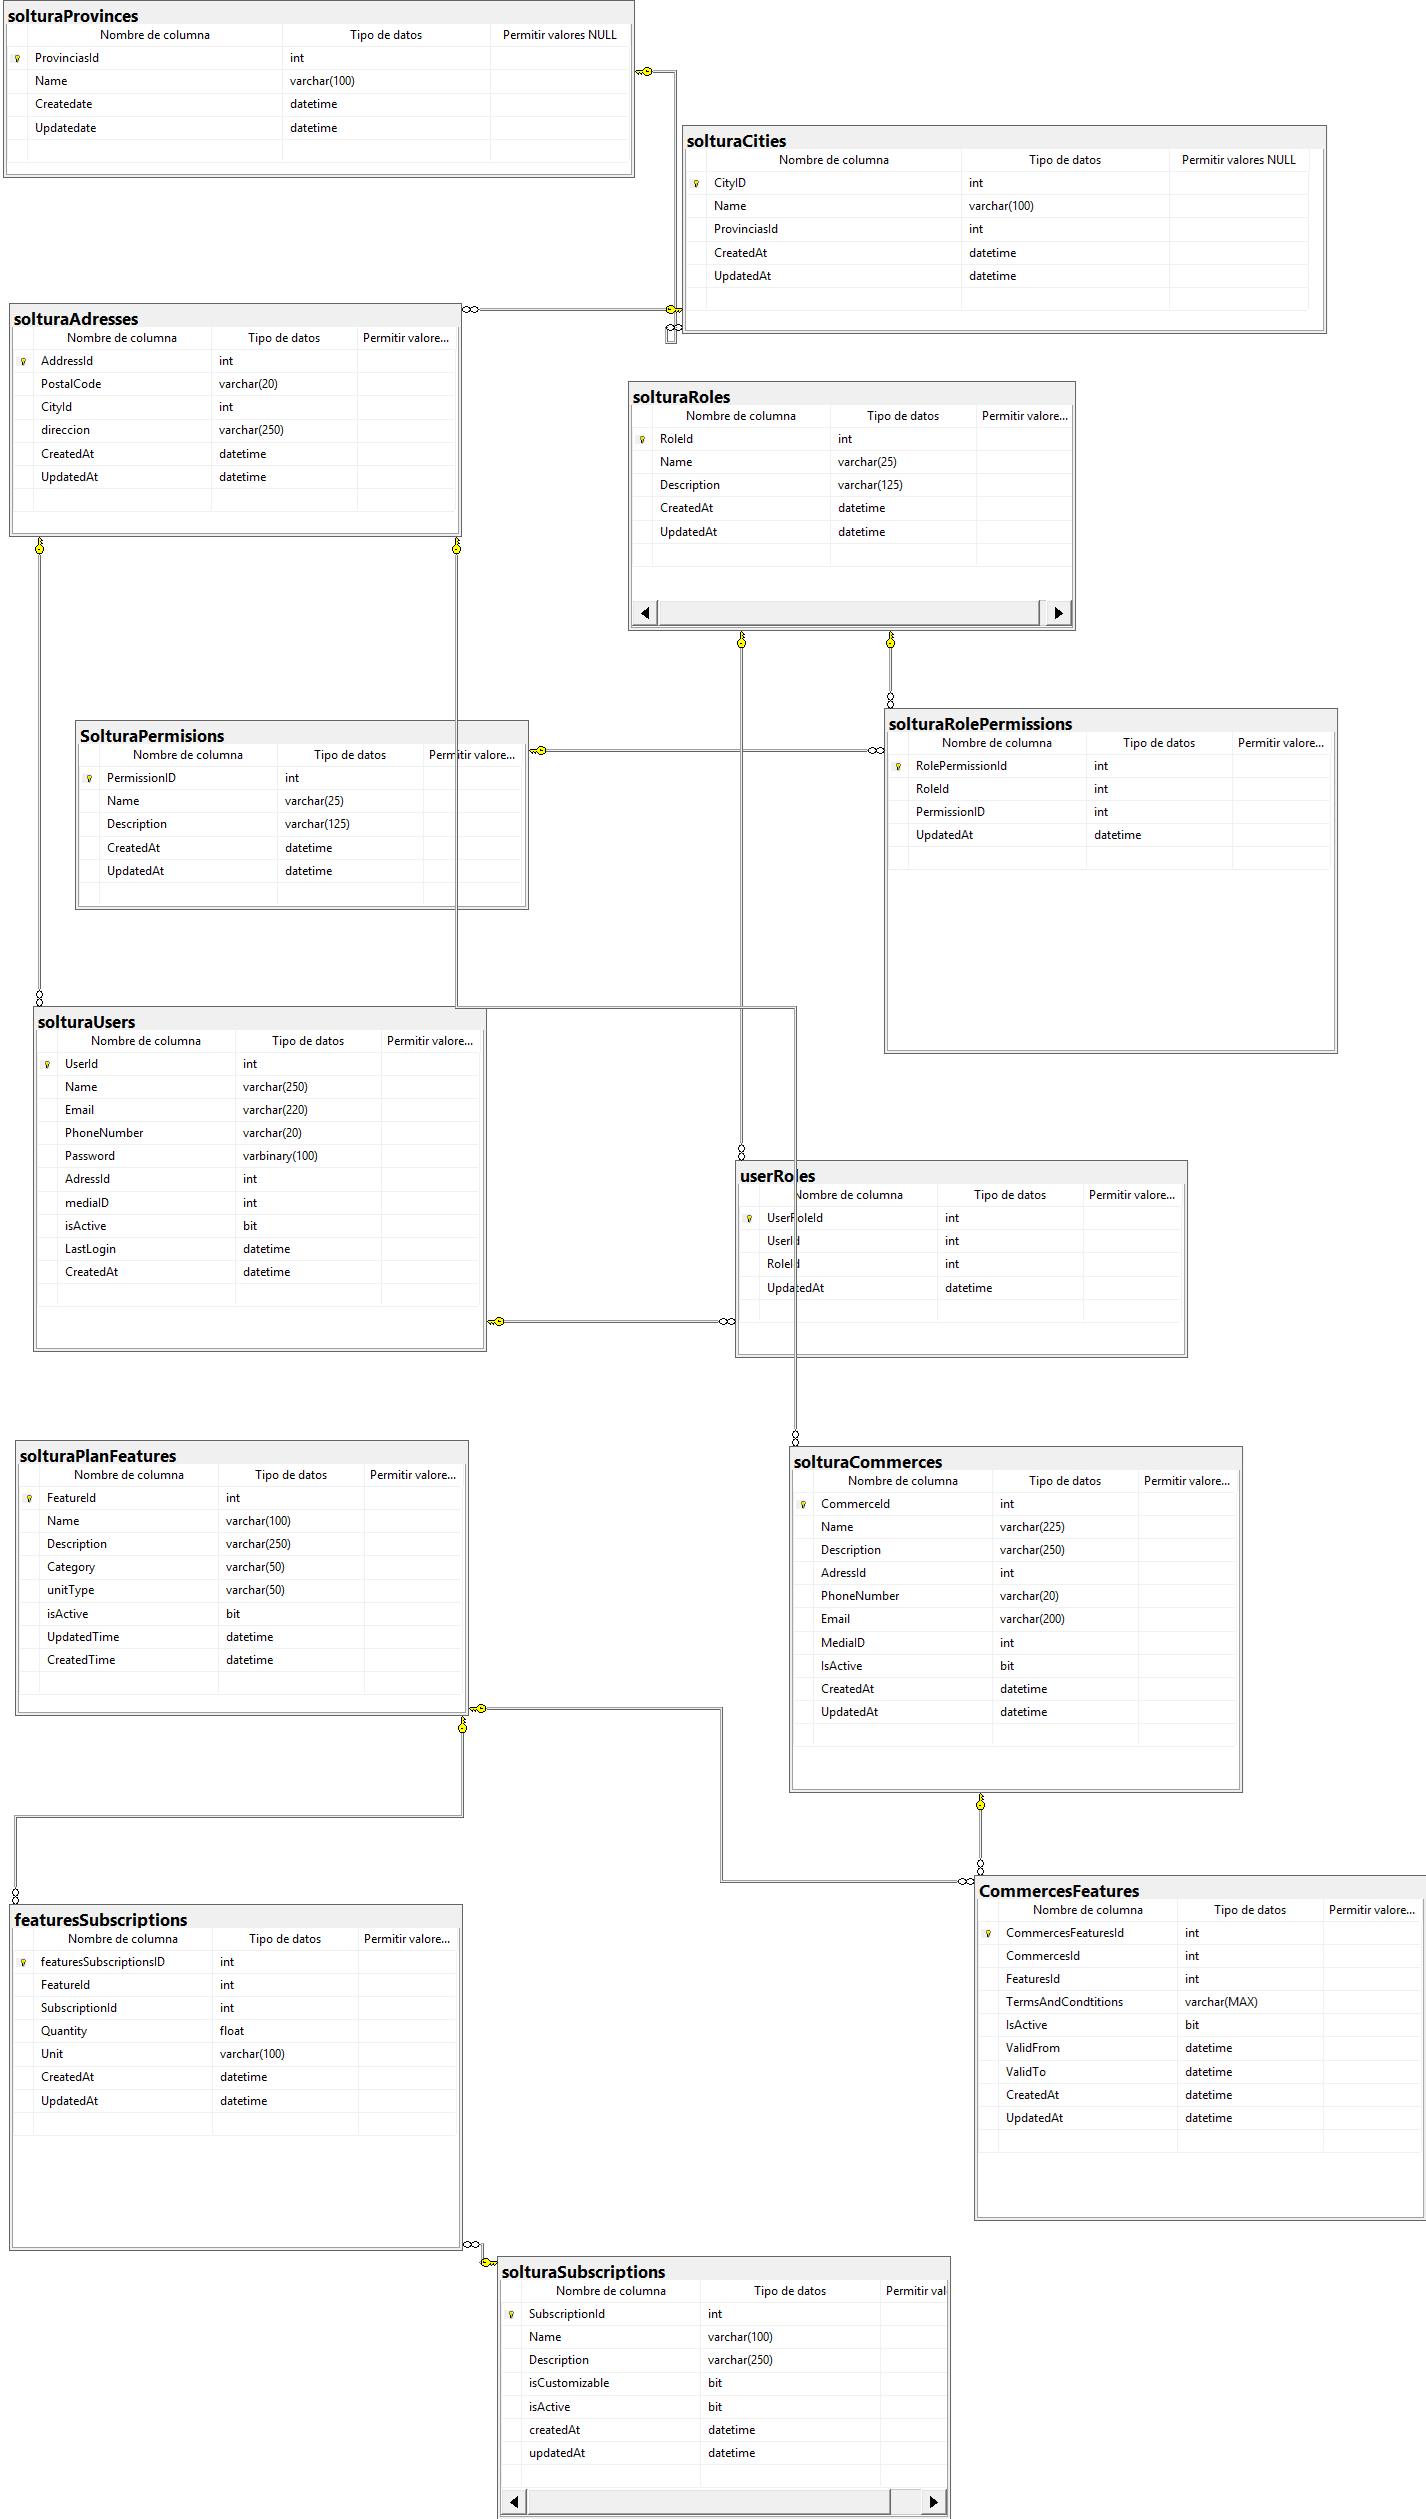 solturaProvinces
Nombre de columna Tipo de datos Permitir valores NULL
ProvinciasId int
Name varchar(100)
Createdate datetime
Updatedate datetime
solturaCities
Nombre de columna Tipo de datos Permitir valores NULL
CityID int
Name varchar(100)
ProvinciasId int
CreatedAt datetime
UpdatedAt datetime
solturaAdresses
Nombre de columna Tipo de datos Permitir valore...
AddressId int
PostalCode varchar(20)
CityId int
direccion varchar(250)
CreatedAt datetime
UpdatedAt datetime
solturaRoles
Nombre de columna Tipo de datos Permitir valore...
RoleId int
Name varchar(25)
Description varchar(125)
CreatedAt datetime
UpdatedAt datetime
SolturaPermisions
Nombre de columna Tipo de datos Permitir valore...
PermissionID int
Name varchar(25)
Description varchar(125)
CreatedAt datetime
UpdatedAt datetime
solturaRolePermissions
Nombre de columna Tipo de datos Permitir valore...
RolePermissionId int
RoleId int
PermissionID int
UpdatedAt datetime
solturaUsers
Nombre de columna Tipo de datos Permitir valore...
UserId int
Name varchar(250)
Email varchar(220)
PhoneNumber varchar(20)
Password varbinary(100)
AdressId int
mediaID int
isActive bit
LastLogin datetime
CreatedAt datetime
userRoles
Nombre de columna Tipo de datos Permitir valore...
UserRoleId int
UserId int
RoleId int
UpdatedAt datetime
solturaPlanFeatures
Nombre de columna Tipo de datos Permitir valore...
FeatureId int
Name varchar(100)
Description varchar(250)
Category varchar(50)
unitType varchar(50)
isActive bit
UpdatedTime datetime
CreatedTime datetime
solturaCommerces
Nombre de columna Tipo de datos Permitir valore...
CommerceId int
Name varchar(225)
Description varchar(250)
AdressId int
PhoneNumber varchar(20)
Email varchar(200)
MediaID int
IsActive bit
CreatedAt datetime
UpdatedAt datetime
featuresSubscriptions
Nombre de columna Tipo de datos Permitir valore...
featuresSubscriptionsID int
FeatureId int
SubscriptionId int
Quantity float
Unit varchar(100)
CreatedAt datetime
UpdatedAt datetime
CommercesFeatures
Nombre de columna Tipo de datos Permitir valore...
CommercesFeaturesId int
CommercesId int
FeaturesId int
TermsAndCondtitions varchar(MAX)
IsActive bit
ValidFrom datetime
ValidTo datetime
CreatedAt datetime
UpdatedAt datetime
solturaSubscriptions
Nombre de columna Tipo de datos Permitir val
SubscriptionId int
Name varchar(100)
Description varchar(250)
isCustomizable bit
isActive bit
createdAt datetime
updatedAt datetime